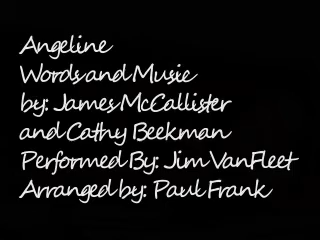 Angeline
Words and Music
by: James McCallister
and Cathy Beekman
Performed By: Jim VanFleet
Arranged by: Paul Frank